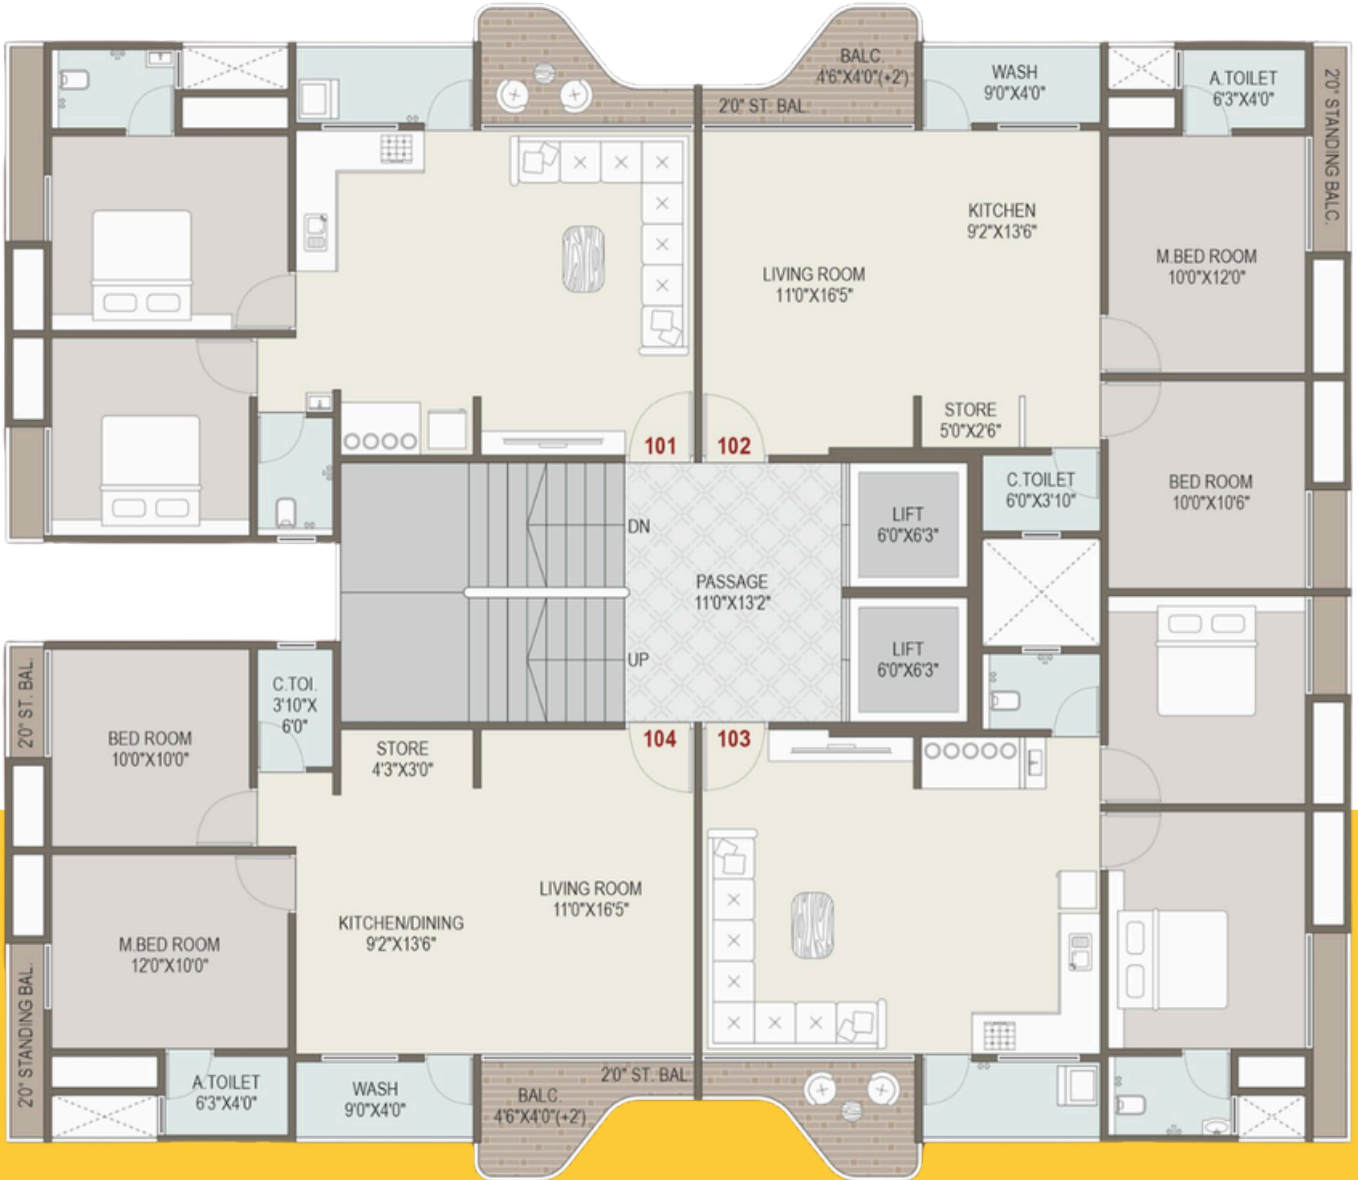 BALC.
4'6"X4'0"(+2')
2'0" ST. BAL.
WASH
9'0"X4'0"
A.TOILET
6'3"X4'0"
2'0" STANDING BALC.
KITCHEN
9'2"X13'6"
LIVING ROOM
11'0"X16'5"
M.BED ROOM
10'0"X12'0"
STORE
5'0"X2'6"
101
102
C.TOILET
6'0"X3'10"
BED ROOM
10'0"X10'6"
DN
LIFT
6'0"X6'3"
PASSAGE
11'0"X13'2"
UP
LIFT
6'0"X6'3"
2'0" ST. BAL.
BED ROOM
10'0"X10'0"
C.TOI.
3'10"X
6'0"
STORE
4'3"X3'0"
104
103
LIVING ROOM
11'0"X16'5"
KITCHEN/DINING
9'2"X13'6"
M.BED ROOM
12'0"X10'0"
2'0" STANDING BAL.
A.TOILET
6'3"X4'0"
WASH
9'0"X4'0"
2'0" ST. BAL.
BALC.
4'6"X4'0"(+2')